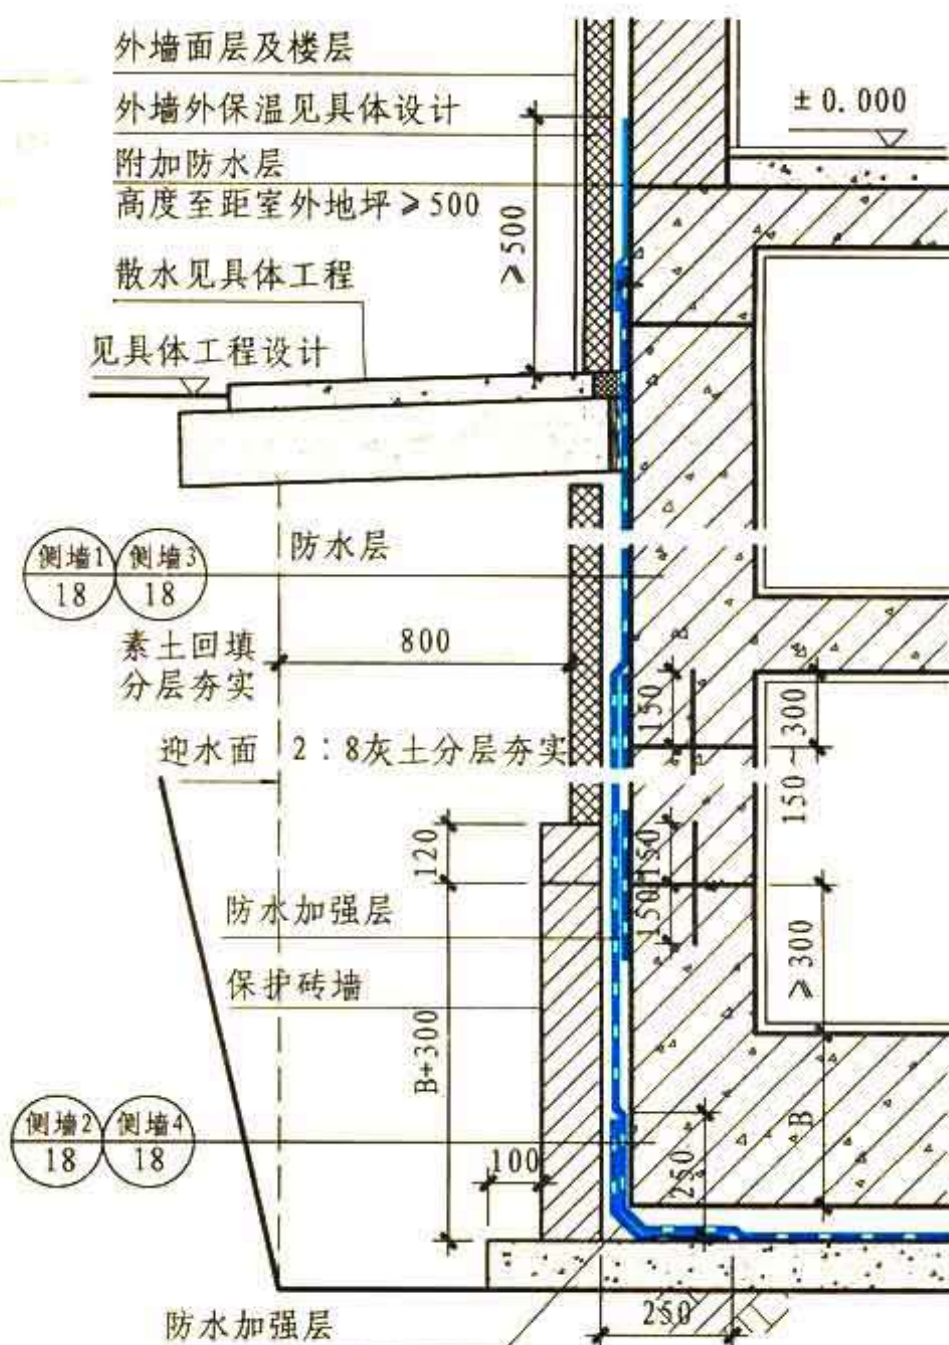 外墙面层及楼层
外墙外保温见具体设计
附加防水层
高度至距室外地坪≥500
±0.000
≥500
散水见具体工程
见具体工程设计
侧墙1
18
侧墙3
18
防水层
素土回填
分层夯实
800
150
150~300
迎水面
2:8灰土分层夯实
120
150
150
防水加强层
≥300
保护砖墙
B+300
B
侧墙2
18
侧墙4
18
100
250
250
防水加强层